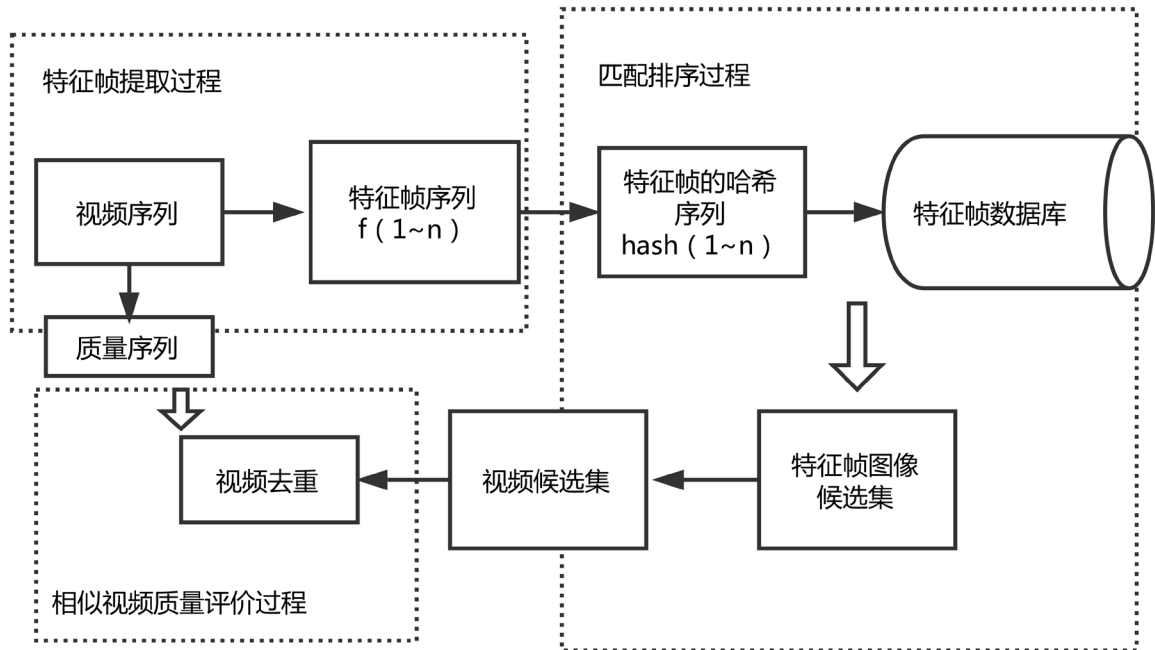 特征帧提取过程
匹配排序过程
视频序列
特征帧序列
f（1~n）
特征帧的哈希
序列
hash（1~n）
特征帧数据库
质量序列
视频去重
视频候选集
特征帧图像
候选集
相似视频质量评价过程